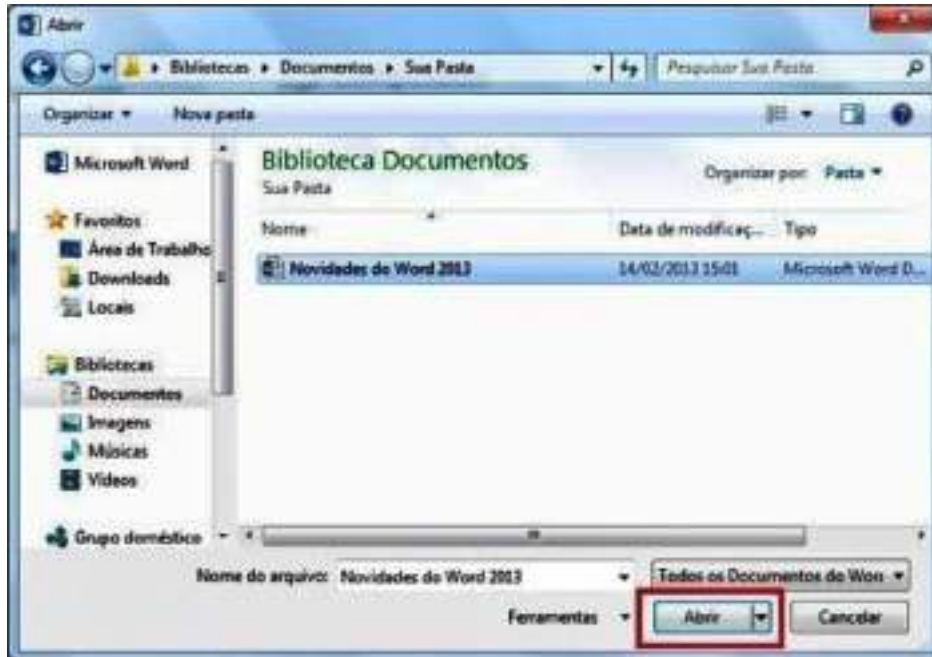 Abrir
Bibliotecas Documentos Sua Pasta Pesquisar Sua Pasta
Organizar Nova pasta
Microsoft Word
Favoritos
Área de Trabalho
Downloads
Locais
Bibliotecas
Documentos
Imagens
Músicas
Vídeos
Grupo doméstico
Biblioteca Documentos
Sua Pasta
Organizar por: Pasta
Nome Data de modificaç... Tipo
Novidades do Word 2013 14/02/2013 15:01 Microsoft Word D...
Nome do arquivo: Novidades do Word 2013 Todos os Documentos do Wor
Ferramentas Abrir Cancelar